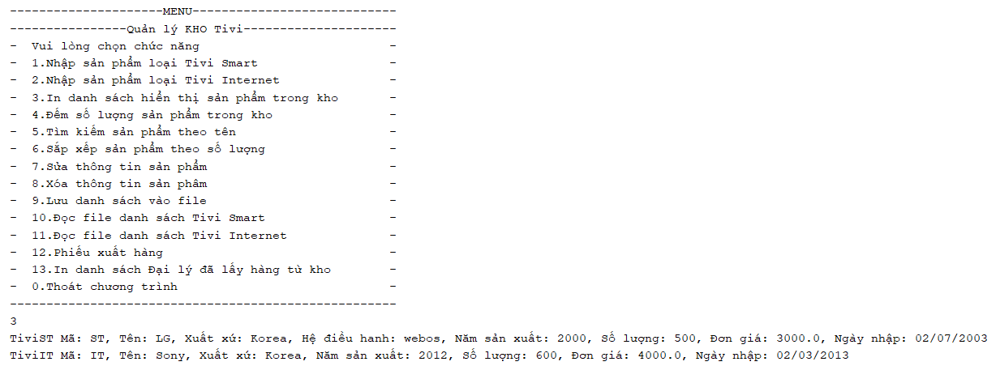 ---------------------MENU----------------------------
----------------Quản lý KHO Tivi---------------------
-  Vui lòng chọn chức năng                          -
-  1.Nhập sản phẩm loại Tivi Smart                  -
-  2.Nhập sản phẩm loại Tivi Internet               -
-  3.In danh sách hiển thị sản phẩm trong kho       -
-  4.Đếm số lượng sản phẩm trong kho                -
-  5.Tìm kiếm sản phẩm theo tên                     -
-  6.Sắp xếp sản phẩm theo số lượng                 -
-  7.Sửa thông tin sản phẩm                         -
-  8.Xóa thông tin sản phâm                         -
-  9.Lưu danh sách vào file                         -
-  10.Đọc file danh sách Tivi Smart                 -
-  11.Đọc file danh sách Tivi Internet              -
-  12.Phiếu xuất hàng                               -
-  13.In danh sách Đại lý đã lấy hàng từ kho        -
-  0.Thoát chương trình                             -
-----------------------------------------------------
3
TiviST Mã: ST, Tên: LG, Xuất xứ: Korea, Hệ điều hanh: webos, Năm sản xuất: 2000, Số lượng: 500, Đơn giá: 3000.0, Ngày nhập: 02/07/2003
TiviIT Mã: IT, Tên: Sony, Xuất xứ: Korea, Năm sản xuất: 2012, Số lượng: 600, Đơn giá: 4000.0, Ngày nhập: 02/03/2013